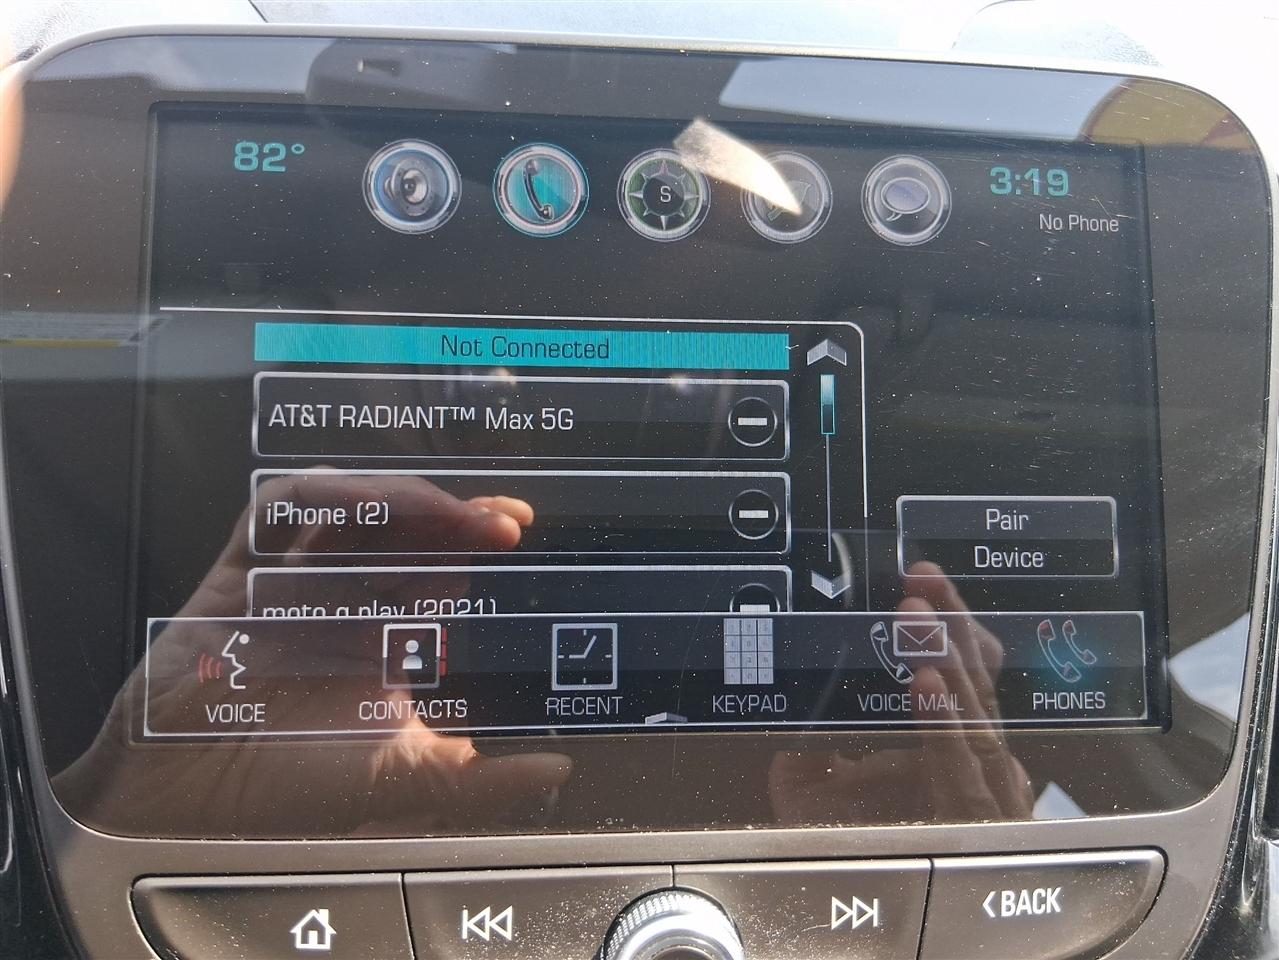 82°
S
3:19
No Phone
Not Connected
AT&T RADIANT™ Max 5G
iPhone (2)
moto g play (2021)
Pair
Device
VOICE
CONTACTS
RECENT
KEYPAD
VOICE MAIL
PHONES
BACK